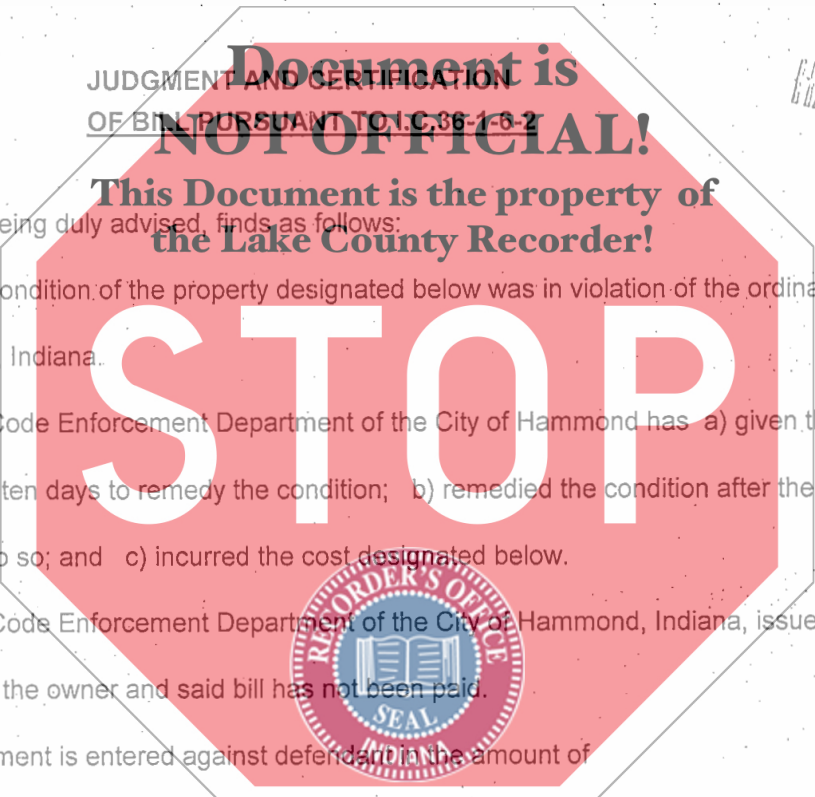 Document is
JUDGMENT AND CERTIFICATION
OF BILL PURSUANT TO I.C.36-1-6-2
NOT OFFICIAL!
This Document is the property of
eing duly advised, finds as follows:
the Lake County Recorder!
ondition of the property designated below was in violation of the ordina
Indiana.
STOP
Code Enforcement Department of the City of Hammond has a) given t
ten days to remedy the condition; b) remedied the condition after the
o so; and c) incurred the cost designated below.
RECORDER'S OFFICE
Code Enforcement Department of the City of Hammond, Indiana, issue
the owner and said bill has not been paid.
SEAL
INDIANA
ment is entered against defendant in the amount of